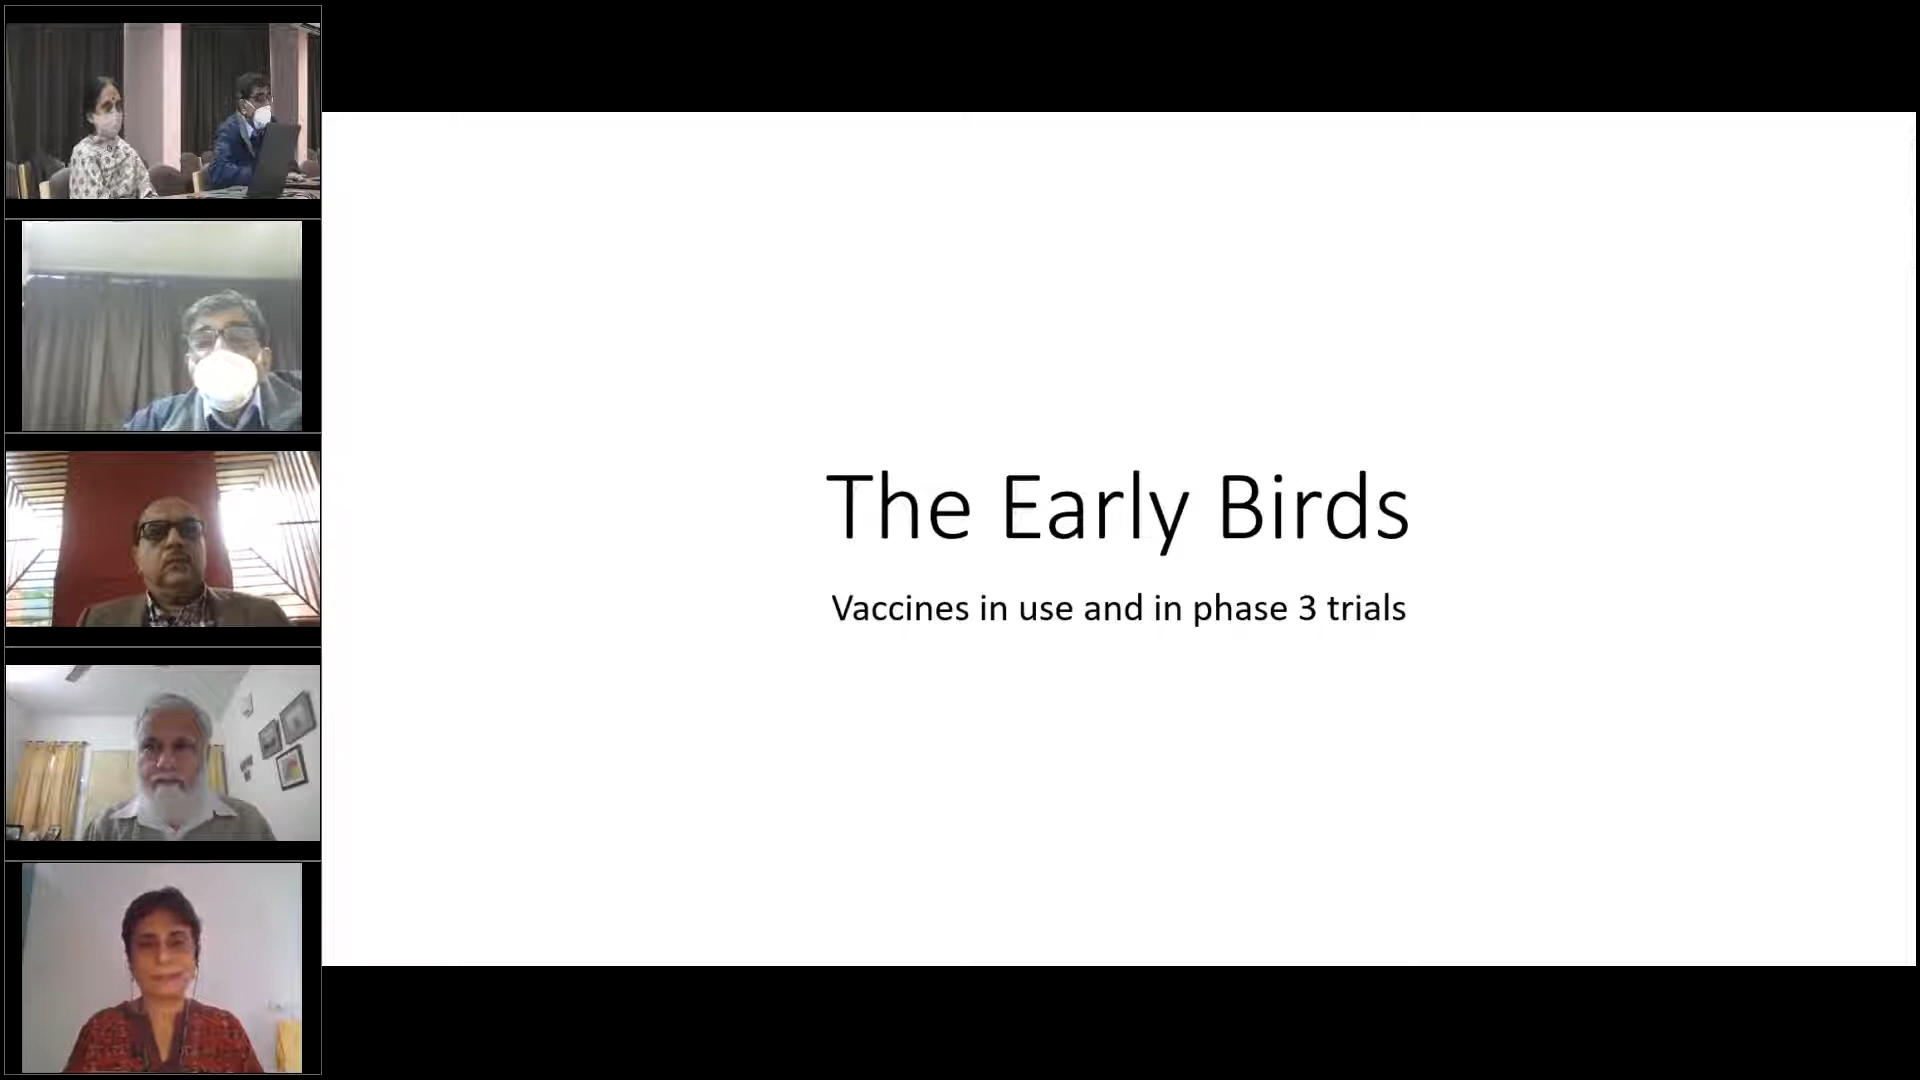 The Early Birds
Vaccines in use and in phase 3 trials